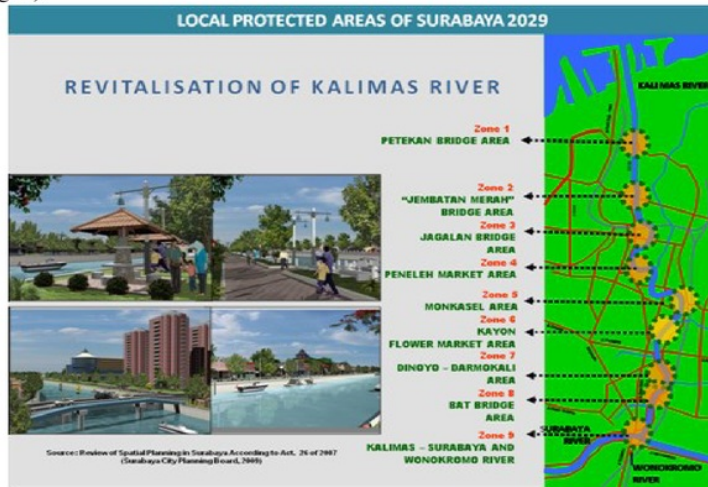 LOCAL PROTECTED AREAS OF SURABAYA 2029
REVITALISATION OF KALIMAS RIVER
KALI MAS RIVER
Zone 1
PETEKAN BRIDGE AREA
Zone 2
"JEMBATAN MERAH"
BRIDGE AREA
Zone 3
JAGALAN BRIDGE
AREA
Zone 4
PENELEH MARKET AREA
Zone 5
MONKASEL AREA
Zone 6
KAYON
FLOWER MARKET AREA
Zone 7
DINOYO – DARMOKALI
AREA
Zone 8
BAT BRIDGE
AREA
Zone 9
KALIMAS – SURABAYA AND
WONOKROMO RIVER
SURABAYA
RIVER
WONOKROMO
RIVER
Source: Review of Spatial Planning in Surabaya According to Act. 26 of 2007
(Surabaya City Planning Board, 2009)